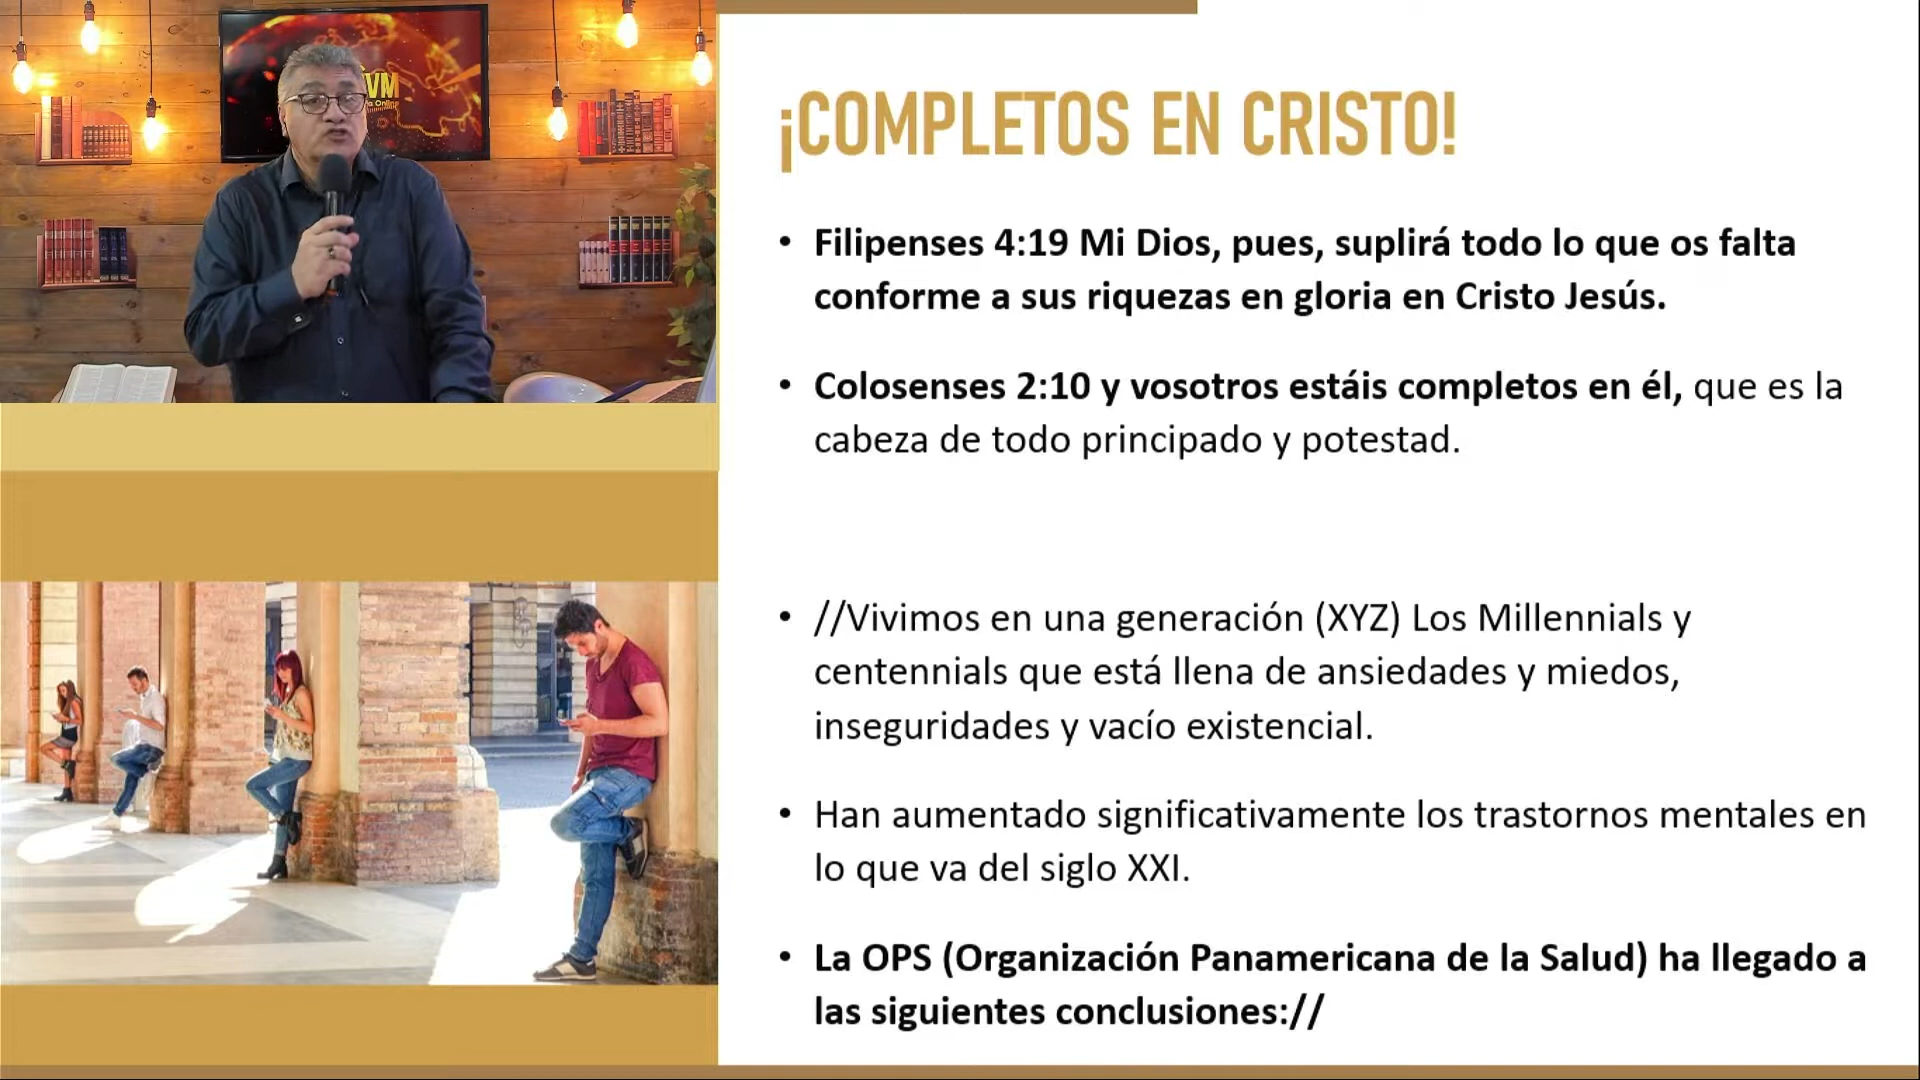 VM
Online
¡COMPLETOS EN CRISTO!
• Filipenses 4:19 Mi Dios, pues, suplirá todo lo que os falta
conforme a sus riquezas en gloria en Cristo Jesús.
• Colosenses 2:10 y vosotros estáis completos en él, que es la
cabeza de todo principado y potestad.
• //Vivimos en una generación (XYZ) Los Millennials y
centennials que está llena de ansiedades y miedos,
inseguridades y vacío existencial.
• Han aumentado significativamente los trastornos mentales en
lo que va del siglo XXI.
• La OPS (Organización Panamericana de la Salud) ha llegado a
las siguientes conclusiones://